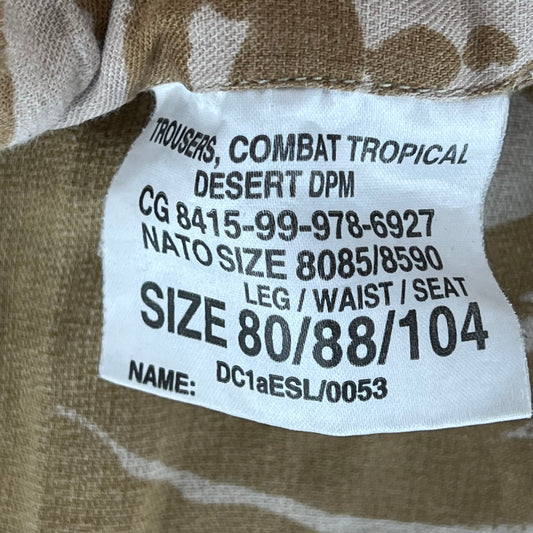 TROUSERS, COMBAT TROPICAL
DESERT DPM
CG 8415-99-978-6927
NATO SIZE 8085/8590
LEG / WAIST / SEAT
SIZE 80/88/104
NAME: DC1aESL/0053